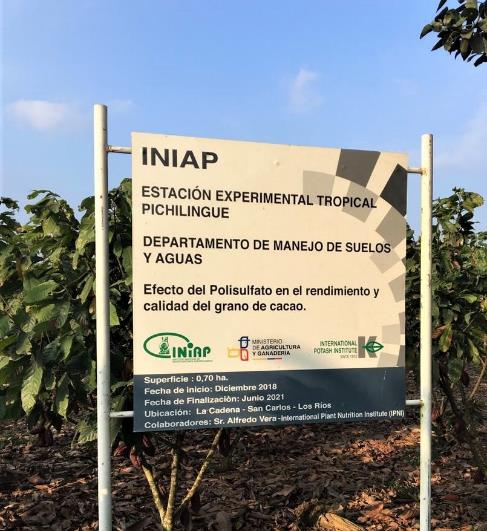 INIAP
ESTACIÓN EXPERIMENTAL TROPICAL
PICHILINGUE
DEPARTAMENTO DE MANEJO DE SUELOS
Y AGUAS
Efecto del Polisulfato en el rendimiento y
calidad del grano de cacao.
INIAP
MINISTERIO
DE AGRICULTURA
Y GANADERÍA
INTERNATIONAL
POTASH INSTITUTE
K
Superficie : 0,70 ha.
Fecha de inicio: Diciembre 2018
Fecha de Finalización: Junio 2021
Ubicación: La Cadena - San Carlos - Los Ríos
Colaboradores: Sr. Alfredo Vera -International Plant Nutrition Institute (IPNI)